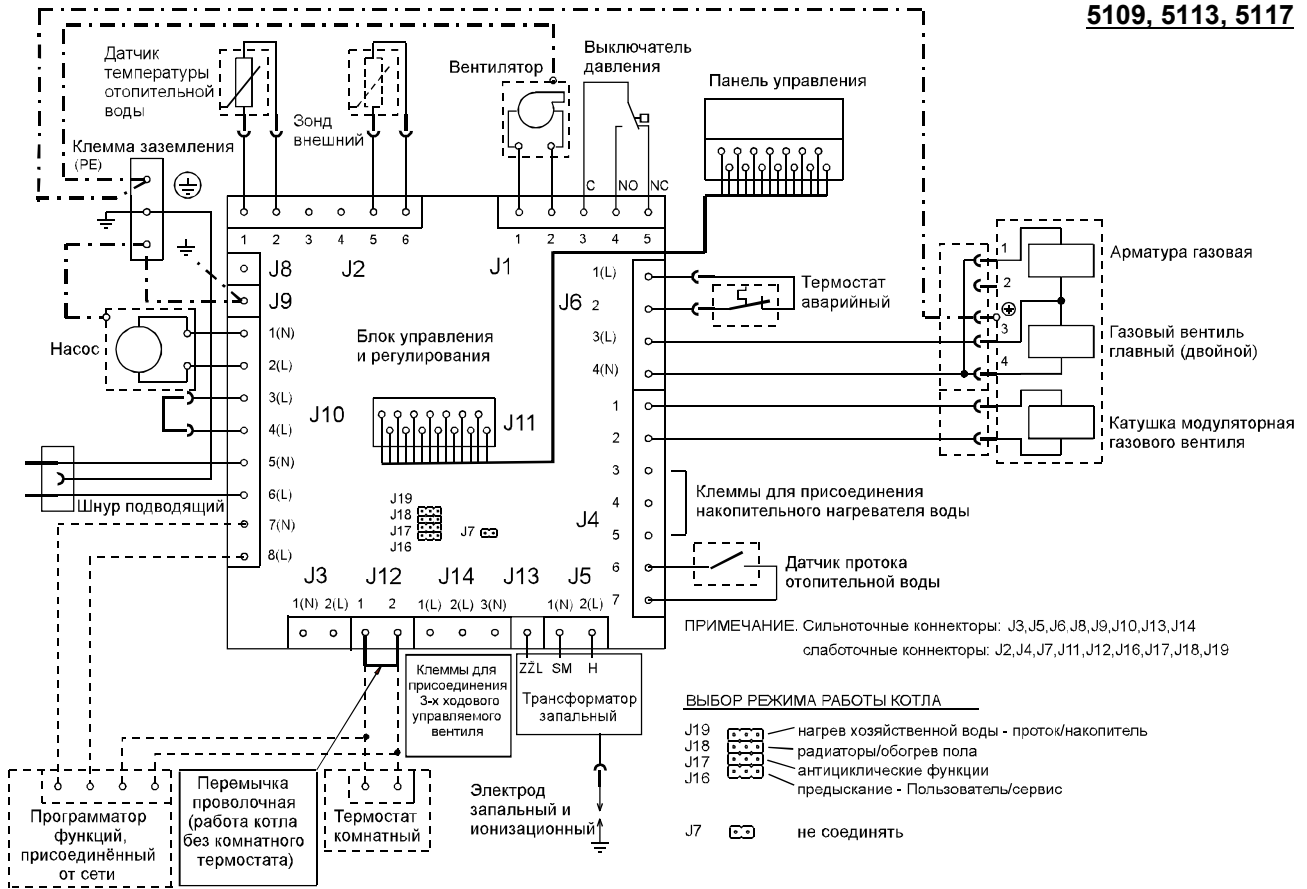 5109, 5113, 5117
Датчик
температуры
отопительной
воды
Зонд
внешний
Вентилятор
Выключатель
давления
Панель управления
Клемма заземления
(PE)
C
NO
NC
1
2
3
4
5
6
1
2
3
4
5
J8
J2
J1
J9
J6
1(L)
2
3(L)
4(N)
Термостат
аварийный
1
2
3
4
Арматура газовая
Газовый вентиль
главный (двойной)
Катушка модуляторная
газового вентиля
Насос
1(N)
2(L)
3(L)
4(L)
5(N)
6(L)
7(N)
8(L)
J10
Блок управления
и регулирования
J11
1
2
3
4
5
6
7
J4
Клеммы для присоединения
накопительного нагревателя воды
Шнур подводящий
J19
J18
J17
J16
J7
Датчик протока
отопительной воды
J3
J12
J14
J13
J5
1(N)
2(L)
1
2
1(L)
2(L)
3(N)
1(N)
2(L)
ПРИМЕЧАНИЕ. Сильноточные коннекторы: J3,J5,J6,J8,J9,J10,J13,J14
слаботочные коннекторы: J2,J4,J7,J11,J12,J16,J17,J18,J19
Клеммы для
присоединения
3-х ходового
управляемого
вентиля
ZŽL
SM
H
Трансформатор
запальный
ВЫБОР РЕЖИМА РАБОТЫ КОТЛА
J19
нагрев хозяйственной воды - проток/накопитель
J18
радиаторы/обогрев пола
J17
антициклические функции
J16
предыскание - Пользователь/сервис
J7
не соединять
Электрод
запальный и
ионизационный
Программатор
функций,
присоединённый
от сети
Перемычка
проволочная
(работа котла
без комнатного
термостата)
Термостат
комнатный